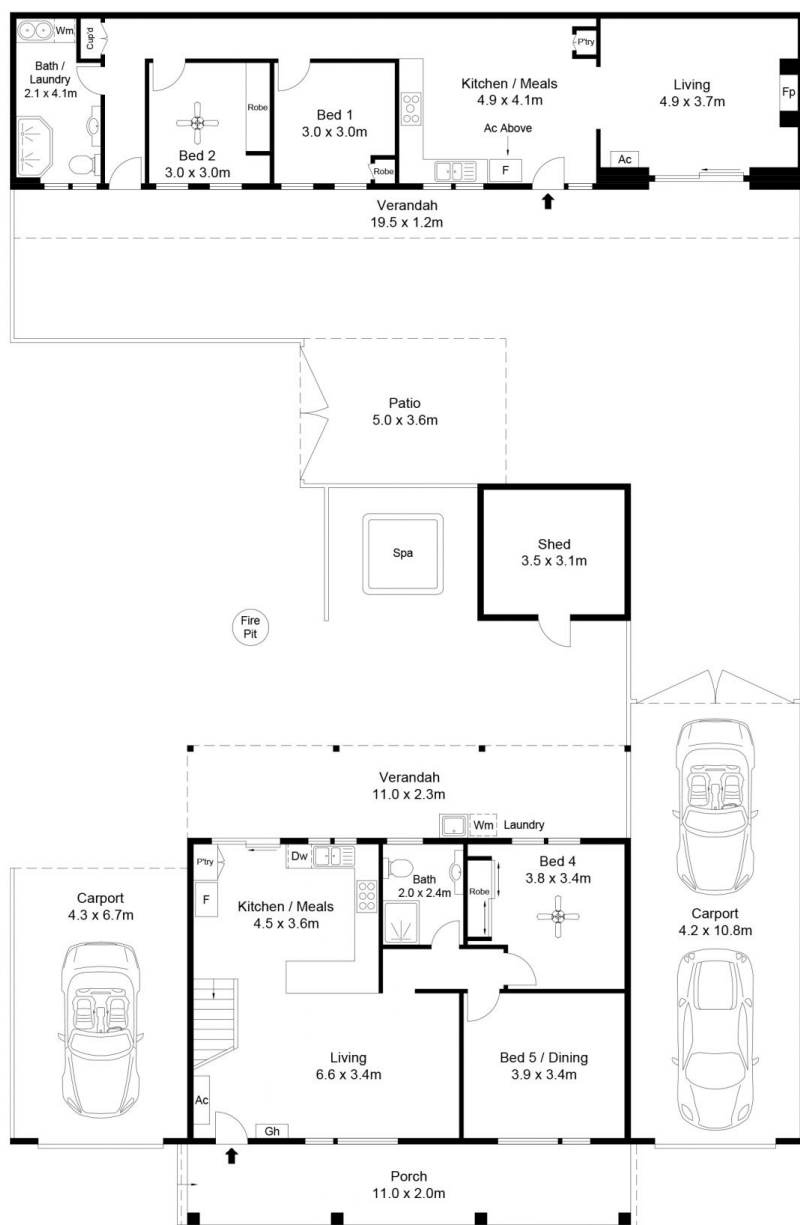 Wm
Cup'd
Bath /
Laundry
2.1 x 4.1m
Bed 2
3.0 x 3.0m
Robe
Bed 1
3.0 x 3.0m
Robe
Kitchen / Meals
4.9 x 4.1m
Ac Above
F
P'try
Living
4.9 x 3.7m
Fp
Ac
Verandah
19.5 x 1.2m
Patio
5.0 x 3.6m
Spa
Shed
3.5 x 3.1m
Fire
Pit
Verandah
11.0 x 2.3m
Wm
Laundry
Carport
4.3 x 6.7m
P'try
F
Dw
Kitchen / Meals
4.5 x 3.6m
Bath
2.0 x 2.4m
Robe
Bed 4
3.8 x 3.4m
Carport
4.2 x 10.8m
Living
6.6 x 3.4m
Ac
Gh
Bed 5 / Dining
3.9 x 3.4m
Porch
11.0 x 2.0m